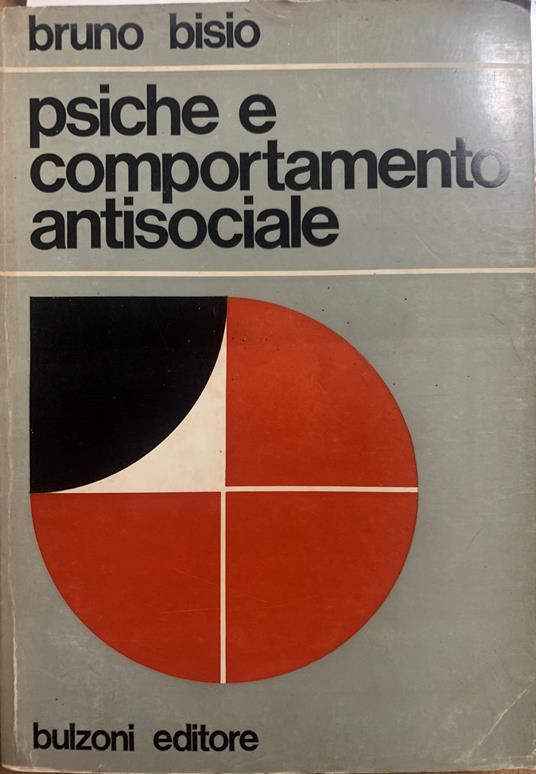 bruno bisio
psiche e
comportamento
antisociale
bulzoni editore